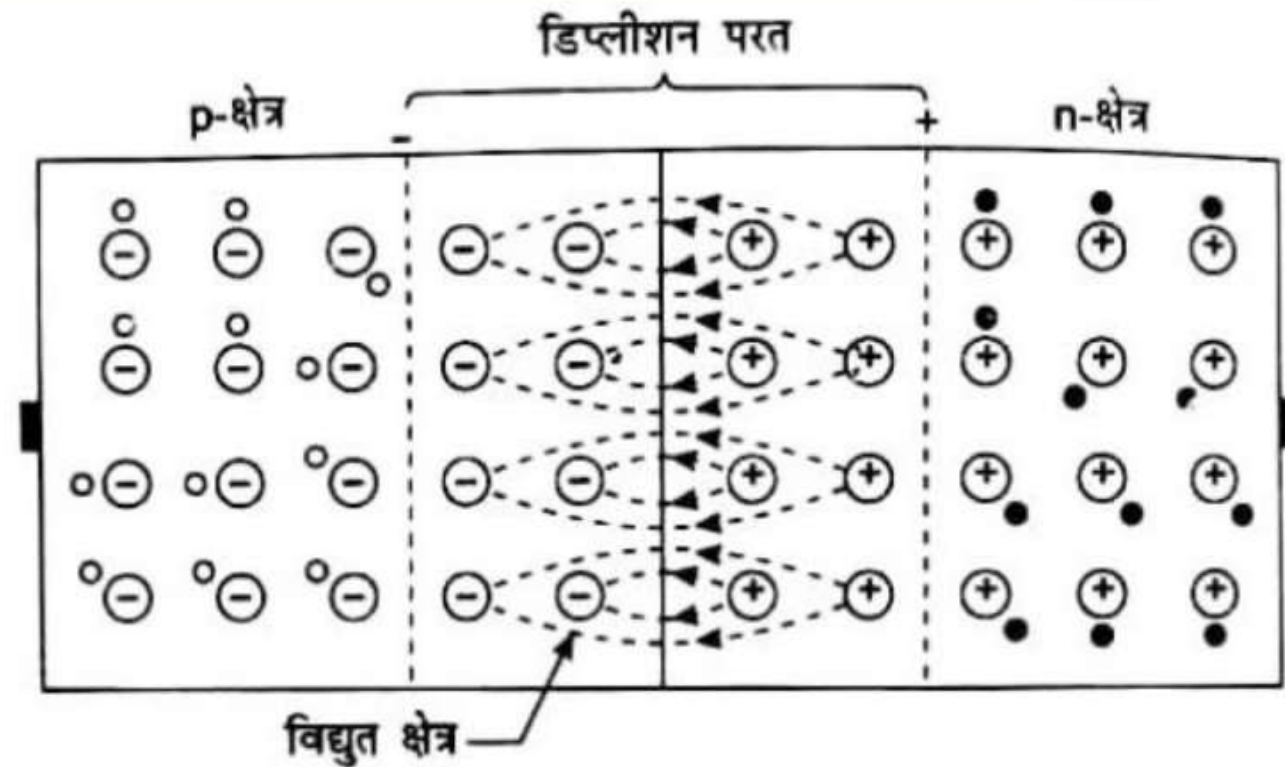 डिप्लीशन परत
p-क्षेत्र
n-क्षेत्र
- +
विद्युत क्षेत्र